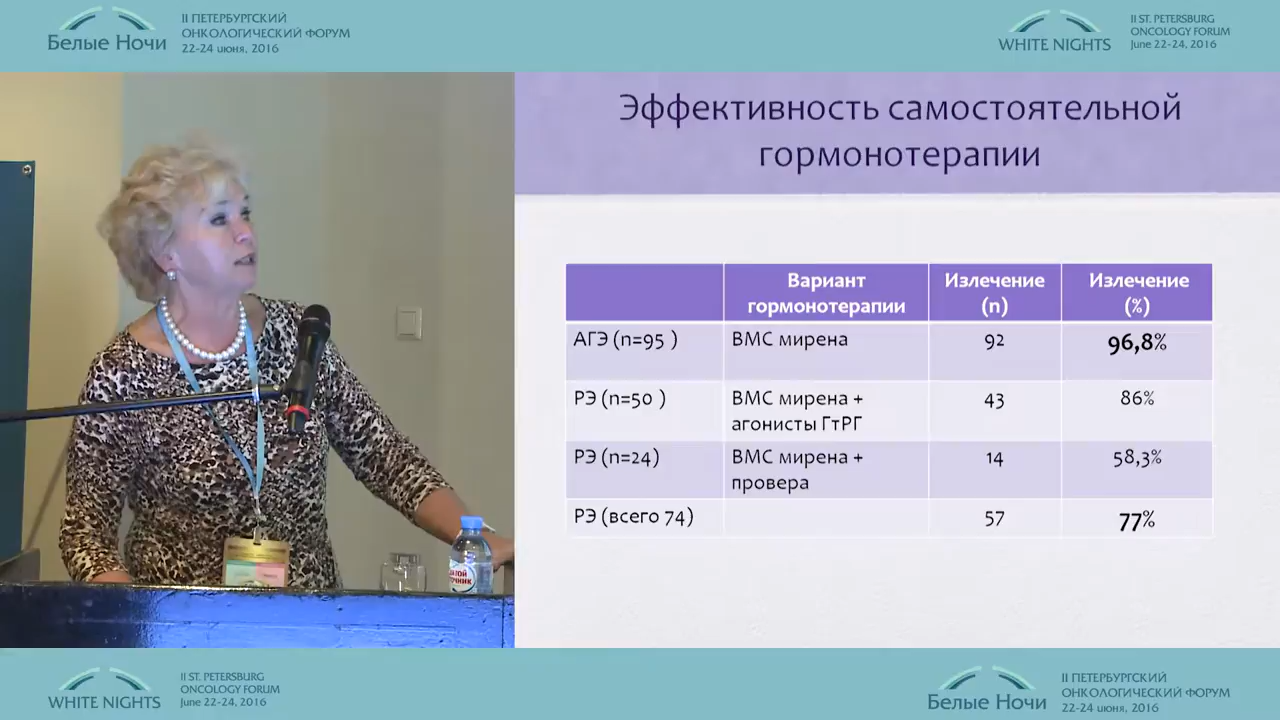 Белые Ночи
II ПЕТЕРБУРГСКИЙ
ОНКОЛОГИЧЕСКИЙ ФОРУМ
22-24 июня, 2016
WHITE NIGHTS
II ST. PETERSBURG
ONCOLOGY FORUM
June 22-24, 2016
Эффективность самостоятельной
гормонотерапии
Вариант
гормонотерапии
Излечение
(n)
Излечение
(%)
АГЭ (n=95 )
ВМС мирена
92
96,8%
РЭ (n=50 )
ВМС мирена +
агонисты ГтРГ
43
86%
РЭ (n=24)
ВМС мирена +
провера
14
58,3%
РЭ (всего 74)
57
77%
WHITE NIGHTS
II ST. PETERSBURG
ONCOLOGY FORUM
June 22-24, 2016
Белые Ночи
II ПЕТЕРБУРГСКИЙ
ОНКОЛОГИЧЕСКИЙ ФОРУМ
22-24 июня, 2016